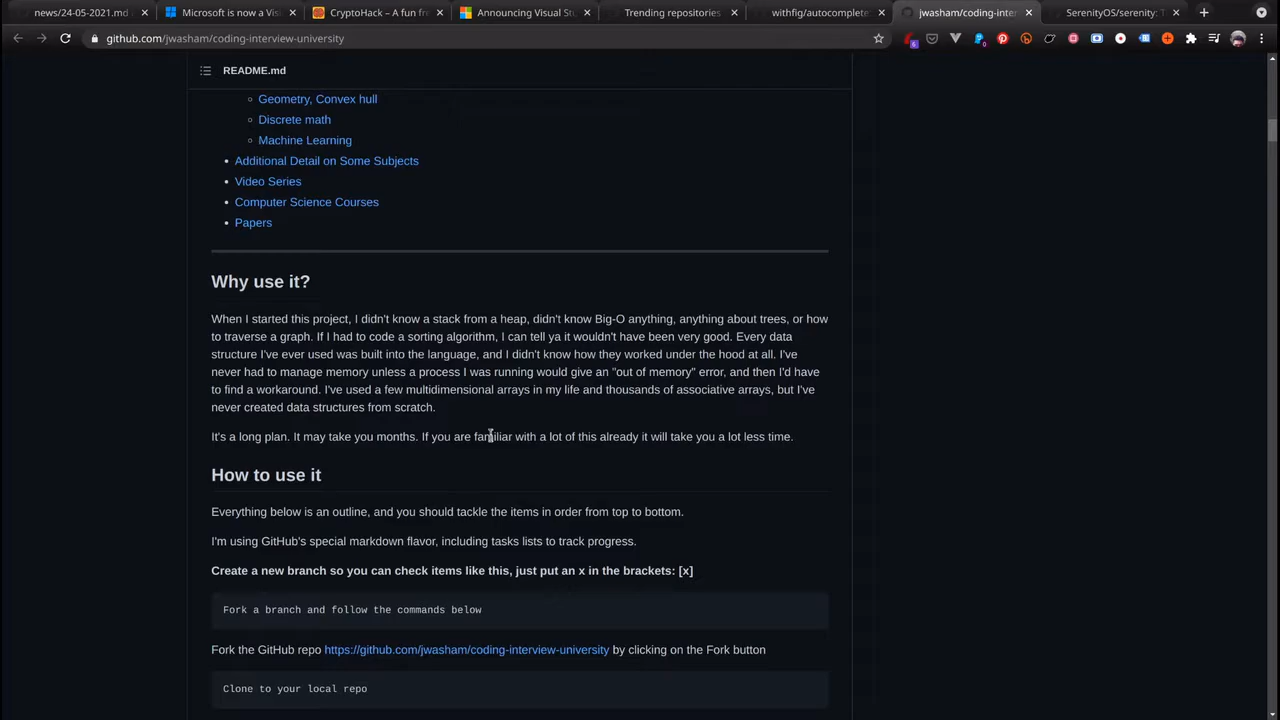 news/24-05-2021.md
Microsoft is now a Vis
CryptoHack – A fun fre
Announcing Visual Stu
Trending repositories
withfig/autocomplete
jwasham/coding-inter
SerenityOS/serenity: T
github.com/jwasham/coding-interview-university
README.md
Geometry, Convex hull
Discrete math
Machine Learning
Additional Detail on Some Subjects
Video Series
Computer Science Courses
Papers
Why use it?
When I started this project, I didn't know a stack from a heap, didn't know Big-O anything, anything about trees, or how
to traverse a graph. If I had to code a sorting algorithm, I can tell ya it wouldn't have been very good. Every data
structure I've ever used was built into the language, and I didn't know how they worked under the hood at all. I've
never had to manage memory unless a process I was running would give an "out of memory" error, and then I'd have
to find a workaround. I've used a few multidimensional arrays in my life and thousands of associative arrays, but I've
never created data structures from scratch.
It's a long plan. It may take you months. If you are familiar with a lot of this already it will take you a lot less time.
How to use it
Everything below is an outline, and you should tackle the items in order from top to bottom.
I'm using GitHub's special markdown flavor, including tasks lists to track progress.
Create a new branch so you can check items like this, just put an x in the brackets: [x]
Fork a branch and follow the commands below
Fork the GitHub repo https://github.com/jwasham/coding-interview-university by clicking on the Fork button
Clone to your local repo